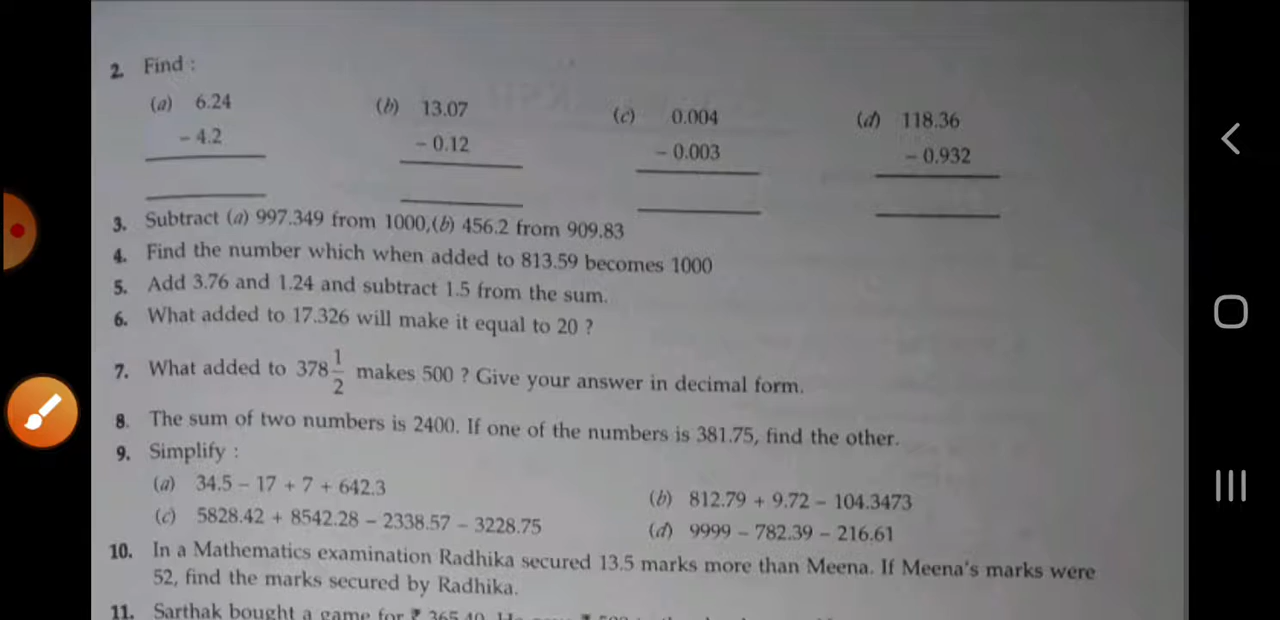 2. Find :
(a) 6.24 (b) 13.07 (c) 0.004 (d) 118.36
– 4.2 – 0.12 – 0.003 – 0.932
3. Subtract (a) 997.349 from 1000,(b) 456.2 from 909.83
4. Find the number which when added to 813.59 becomes 1000
5. Add 3.76 and 1.24 and subtract 1.5 from the sum.
6. What added to 17.326 will make it equal to 20 ?
7. What added to 378 1/2 makes 500 ? Give your answer in decimal form.
8. The sum of two numbers is 2400. If one of the numbers is 381.75, find the other.
9. Simplify :
(a) 34.5 – 17 + 7 + 642.3 (b) 812.79 + 9.72 – 104.3473
(c) 5828.42 + 8542.28 – 2338.57 – 3228.75 (d) 9999 – 782.39 – 216.61
10. In a Mathematics examination Radhika secured 13.5 marks more than Meena. If Meena's marks were
52, find the marks secured by Radhika.
11. Sarthak bought a game for ₹ 365.40.